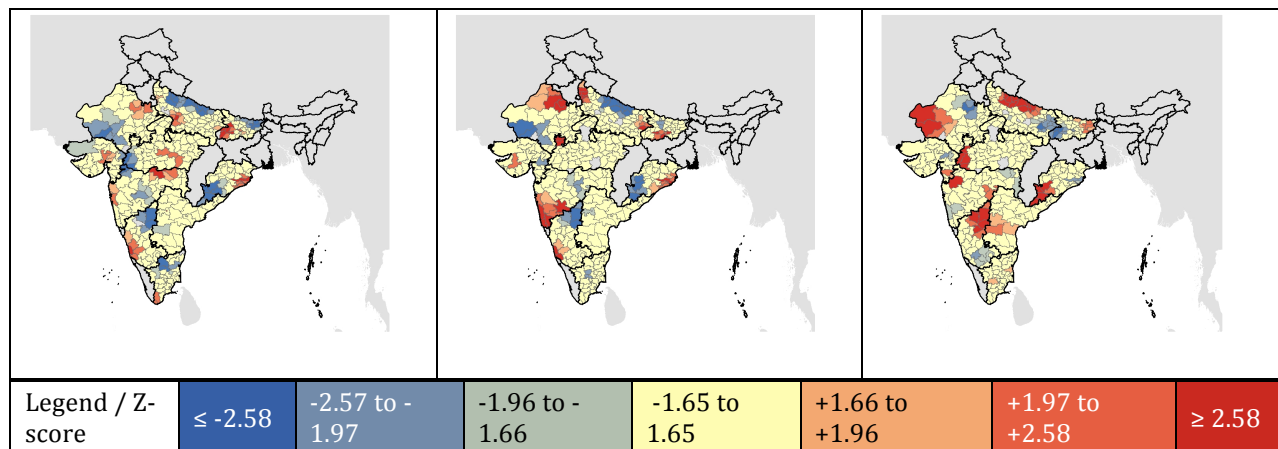 Legend / Z-
score
≤ -2.58
-2.57 to -
1.97
-1.96 to -
1.66
-1.65 to
1.65
+1.66 to
+1.96
+1.97 to
+2.58
≥ 2.58